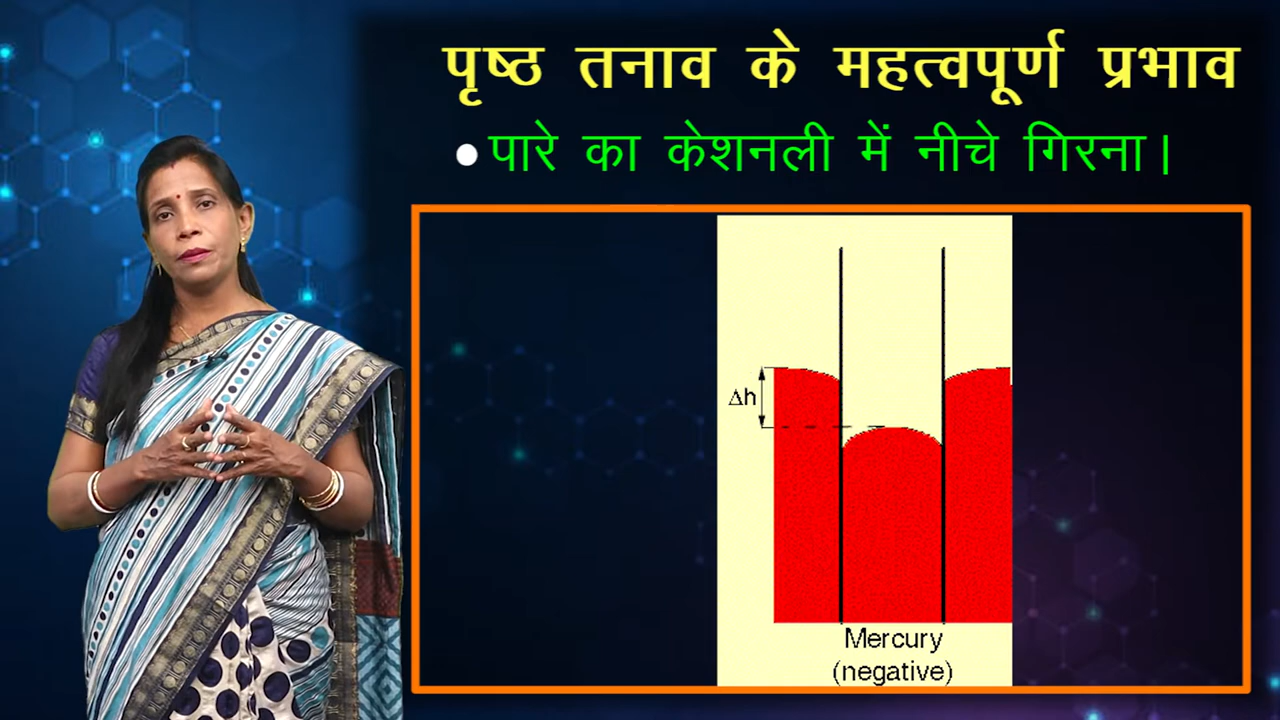 पृष्ठ तनाव के महत्वपूर्ण प्रभाव
•पारे का केशनली में नीचे गिरना।
Δh
Mercury
(negative)